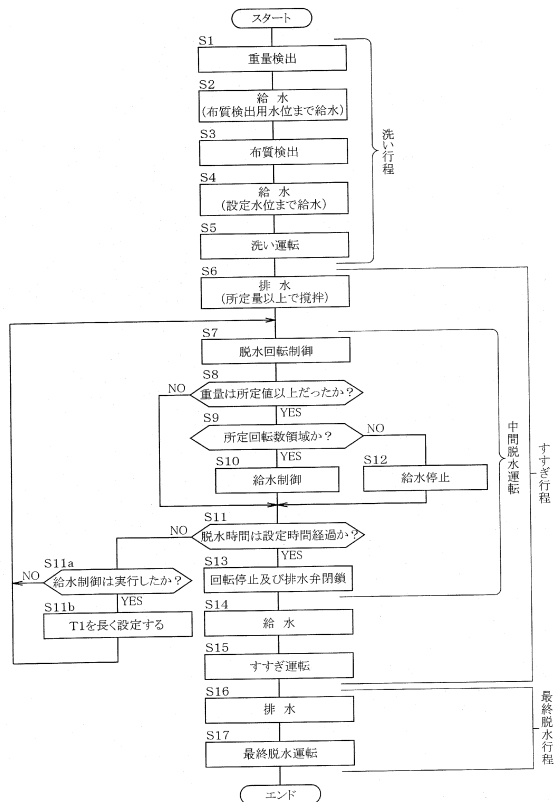 スタート
S1
重量検出
S2
給 水
(布質検出用水位まで給水)
S3
布質検出
S4
給 水
(設定水位まで給水)
S5
洗い運転
洗い行程
S6
排 水
(所定量以上で撹拌)
S7
脱水回転制御
S8
重量は所定値以上だったか?
NO
YES
S9
所定回転数領域か?
NO
YES
S10
給水制御
S12
給水停止
S11
脱水時間は設定時間経過か?
NO
YES
S11a
給水制御は実行したか?
NO
YES
S11b
T1を長く設定する
S13
回転停止及び排水弁閉鎖
中間脱水運転
S14
給 水
S15
すすぎ運転
すすぎ行程
S16
排 水
S17
最終脱水運転
最終脱水行程
エンド